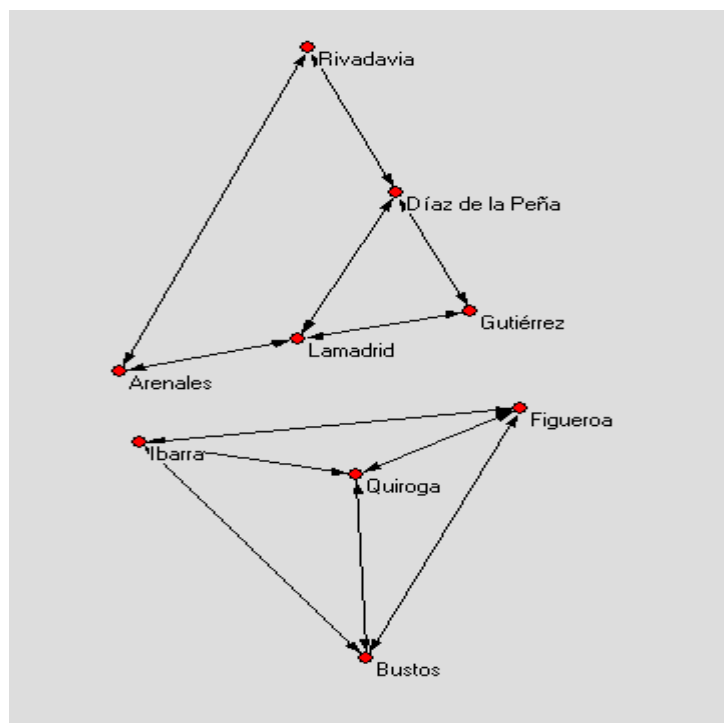 Rivadavia
Díaz de la Peña
Gutiérrez
Lamadrid
Arenales
Figueroa
Ibarra
Quiroga
Bustos